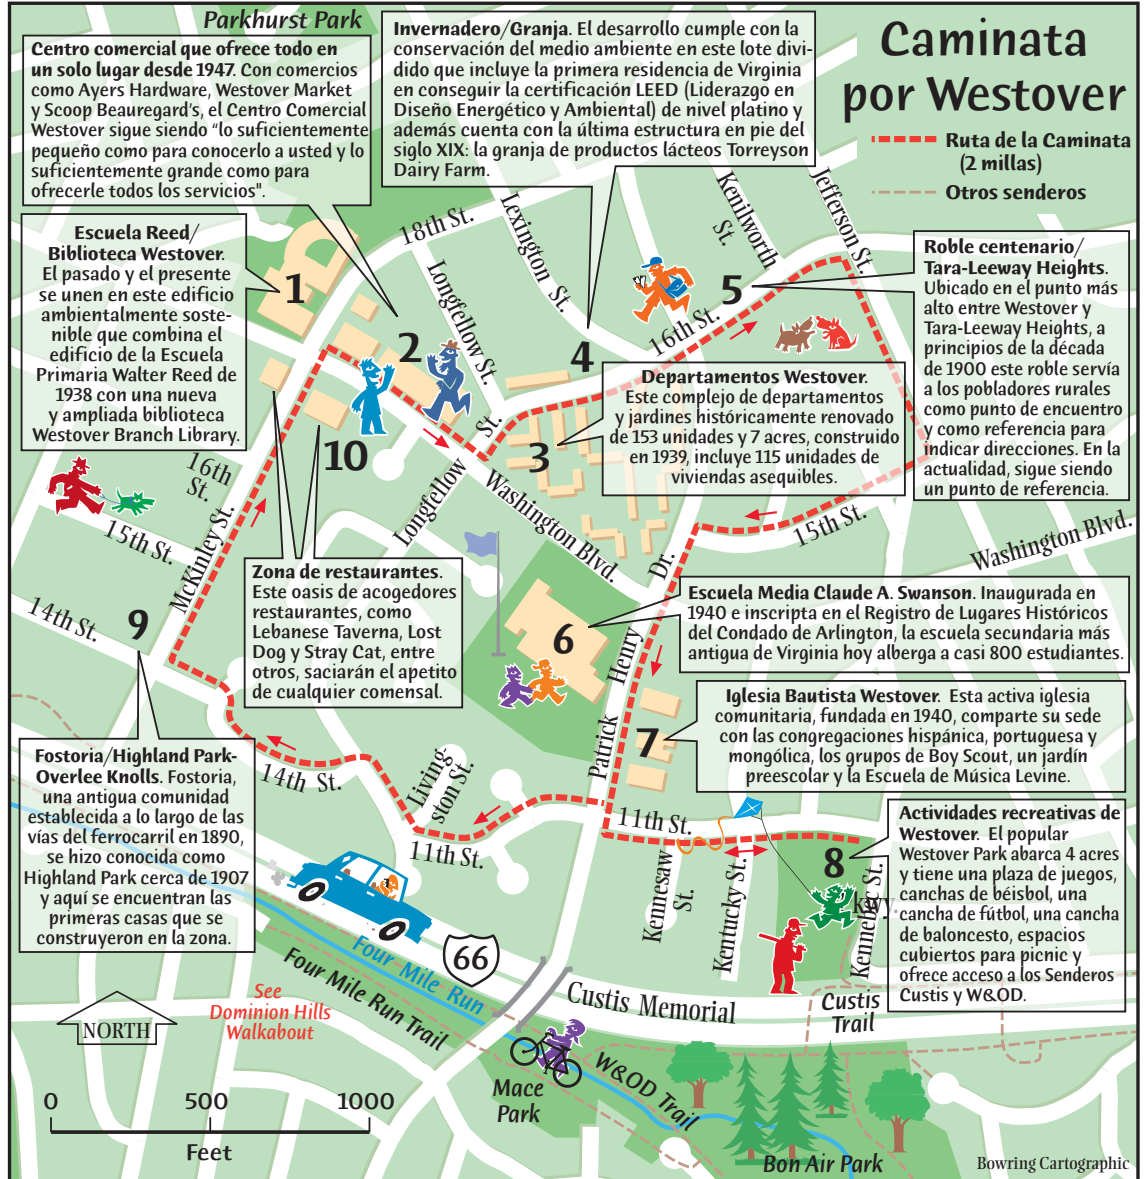 Parkhurst Park
Caminata
por Westover
Ruta de la Caminata
(2 millas)
Otros senderos
Centro comercial que ofrece todo en
un solo lugar desde 1947. Con comercios
como Ayers Hardware, Westover Market
y Scoop Beauregard's, el Centro Comercial
Westover sigue siendo “lo suficientemente
pequeño como para conocerlo a usted y lo
suficientemente grande como para
ofrecerle todos los servicios".
Invernadero/Granja. El desarrollo cumple con la
conservación del medio ambiente en este lote divi-
dido que incluye la primera residencia de Virginia
en conseguir la certificación LEED (Liderazgo en
Diseño Energético y Ambiental) de nivel platino y
además cuenta con la última estructura en pie del
siglo XIX: la granja de productos lácteos Torreyson
Dairy Farm.
Escuela Reed/
Biblioteca Westover.
El pasado y el presente
se unen en este edificio
ambientalmente soste-
nible que combina el
edificio de la Escuela
Primaria Walter Reed de
1938 con una nueva
y ampliada biblioteca
Westover Branch Library.
Roble centenario/
Tara-Leeway Heights.
Ubicado en el punto más
alto entre Westover y
Tara-Leeway Heights, a
principios de la década
de 1900 este roble servía
a los pobladores rurales
como punto de encuentro
y como referencia para
indicar direcciones. En la
actualidad, sigue siendo
un punto de referencia.
Departamentos Westover.
Este complejo de departamentos
y jardines históricamente renovado
de 153 unidades y 7 acres, construido
en 1939, incluye 115 unidades de
viviendas asequibles.
18th St.
Lexington St.
Kenilworth
St.
Jefferson St.
Longfellow St.
16th St.
1
2
3
4
5
10
16th
St.
15th St.
McKinley St.
14th St.
9
Longfellow
St.
Washington Blvd.
15th St.
Washington Blvd.
Zona de restaurantes.
Este oasis de acogedores
restaurantes, como
Lebanese Taverna, Lost
Dog y Stray Cat, entre
otros, saciarán el apetito
de cualquier comensal.
Escuela Media Claude A. Swanson. Inaugurada en
1940 e inscripta en el Registro de Lugares Históricos
del Condado de Arlington, la escuela secundaria más
antigua de Virginia hoy alberga a casi 800 estudiantes.
6
Patrick Henry Dr.
Iglesia Bautista Westover. Esta activa iglesia
comunitaria, fundada en 1940, comparte su sede
con las congregaciones hispánica, portuguesa y
mongólica, los grupos de Boy Scout, un jardín
preescolar y la Escuela de Música Levine.
7
Fostoria/Highland Park-
Overlee Knolls. Fostoria,
una antigua comunidad
establecida a lo largo de las
vías del ferrocarril en 1890,
se hizo conocida como
Highland Park cerca de 1907
y aquí se encuentran las
primeras casas que se
construyeron en la zona.
14th St.
Living-
ston St.
11th St.
11th St.
Kennesaw
St.
Kentucky St.
Kennebec St.
8
Actividades recreativas de
Westover. El popular
Westover Park abarca 4 acres
y tiene una plaza de juegos,
canchas de béisbol, una
cancha de fútbol, una cancha
de baloncesto, espacios
cubiertos para picnic y
ofrece acceso a los Senderos
Custis y W&OD.
66
Four Mile Run
Four Mile Run Trail
Custis Memorial
Custis
Trail
See
Dominion Hills
Walkabout
NORTH
Mace
Park
W&OD Trail
Bon Air Park
0 500 1000
Feet
Bowring Cartographic